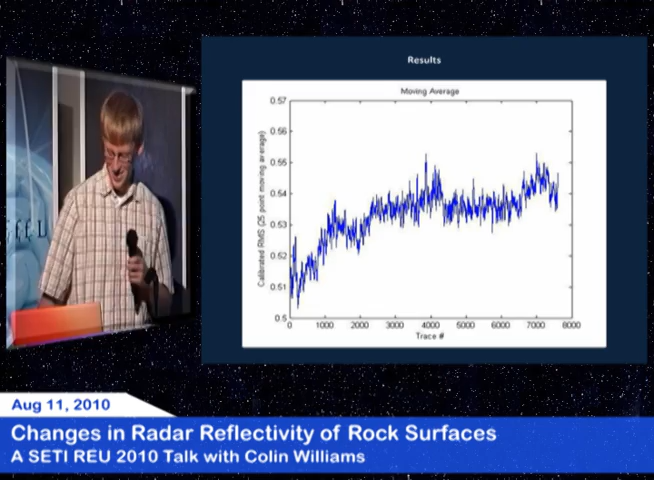 Results
Moving Average
0.57
0.56
0.55
0.54
0.53
0.52
0.51
0.5
Calibrated RMS (25 point moving average)
0 1000 2000 3000 4000 5000 6000 7000 8000
Trace #
Aug 11, 2010
Changes in Radar Reflectivity of Rock Surfaces
A SETI REU 2010 Talk with Colin Williams